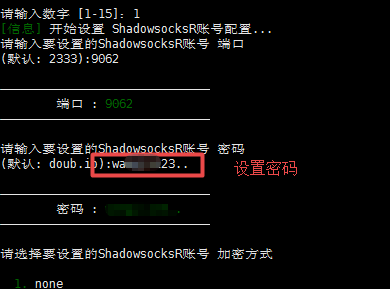 请输入数字 [1-15]: 1
[信息] 开始设置 ShadowsocksR账号配置...
请输入要设置的ShadowsocksR账号 端口
(默认: 2333):9062
端口 : 9062
请输入要设置的ShadowsocksR账号 密码
(默认: doub.io):wa 23..
设置密码
密码 :
请选择要设置的ShadowsocksR账号 加密方式
1. none